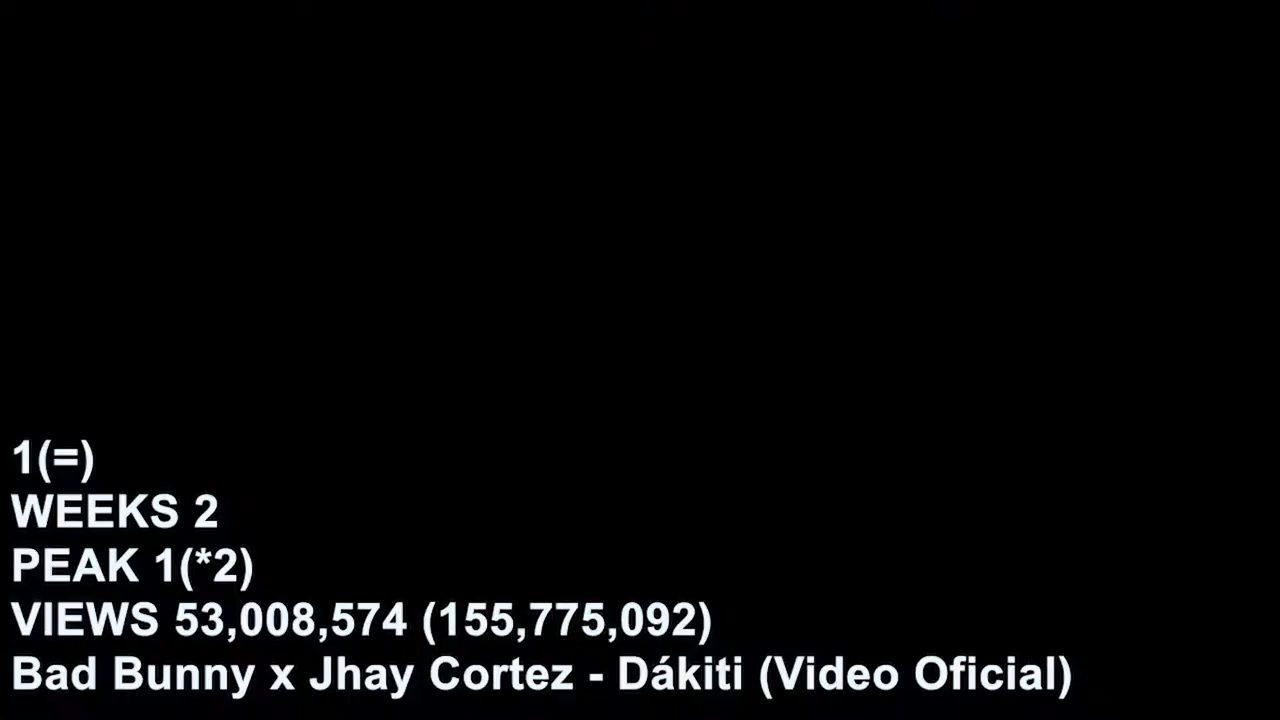 1(=)
WEEKS 2
PEAK 1(*2)
VIEWS 53,008,574 (155,775,092)
Bad Bunny x Jhay Cortez - Dákiti (Video Oficial)